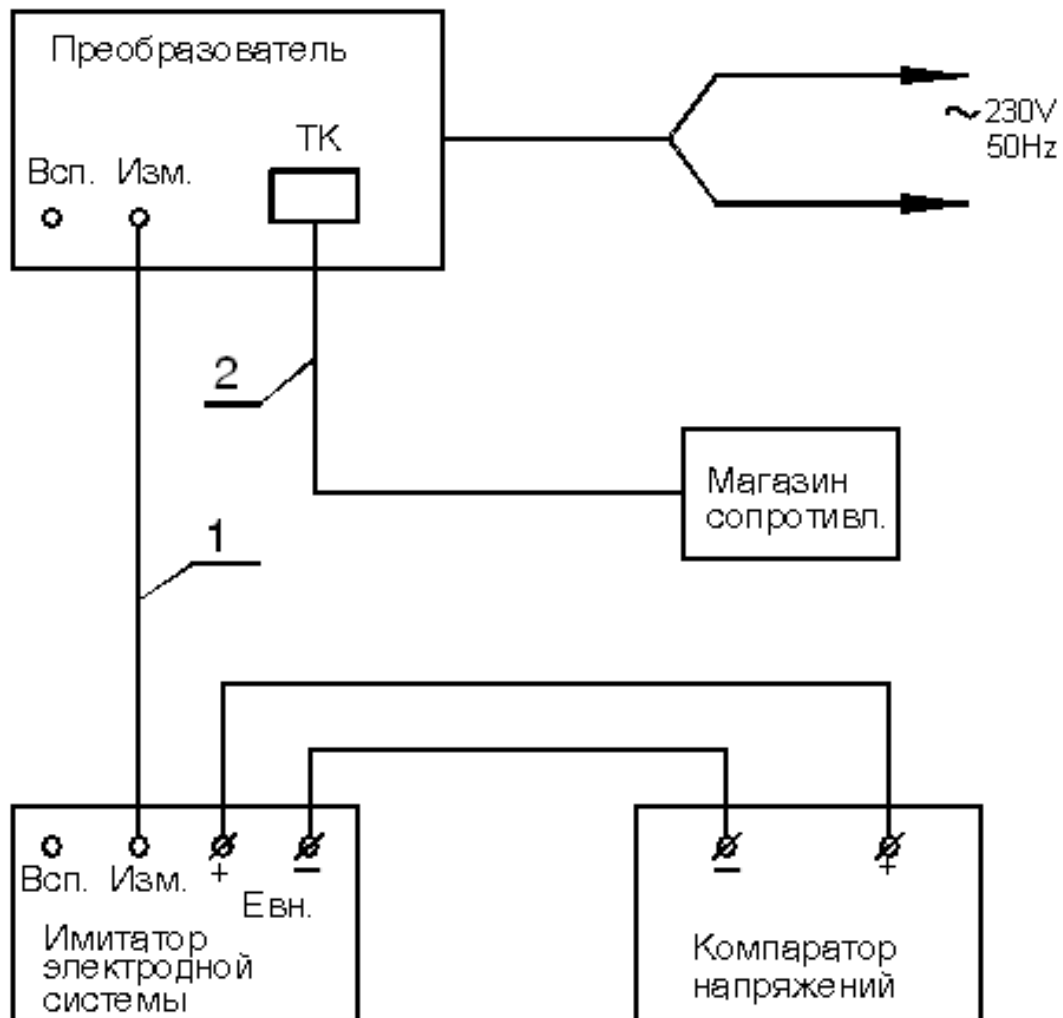 Преобразователь
ТК
Всп. Изм.
~230V
50Hz
2
Магазин
сопротивл.
1
Всп. Изм. + −
Евн.
Имитатор
электродной
системы
− +
Компаратор
напряжений